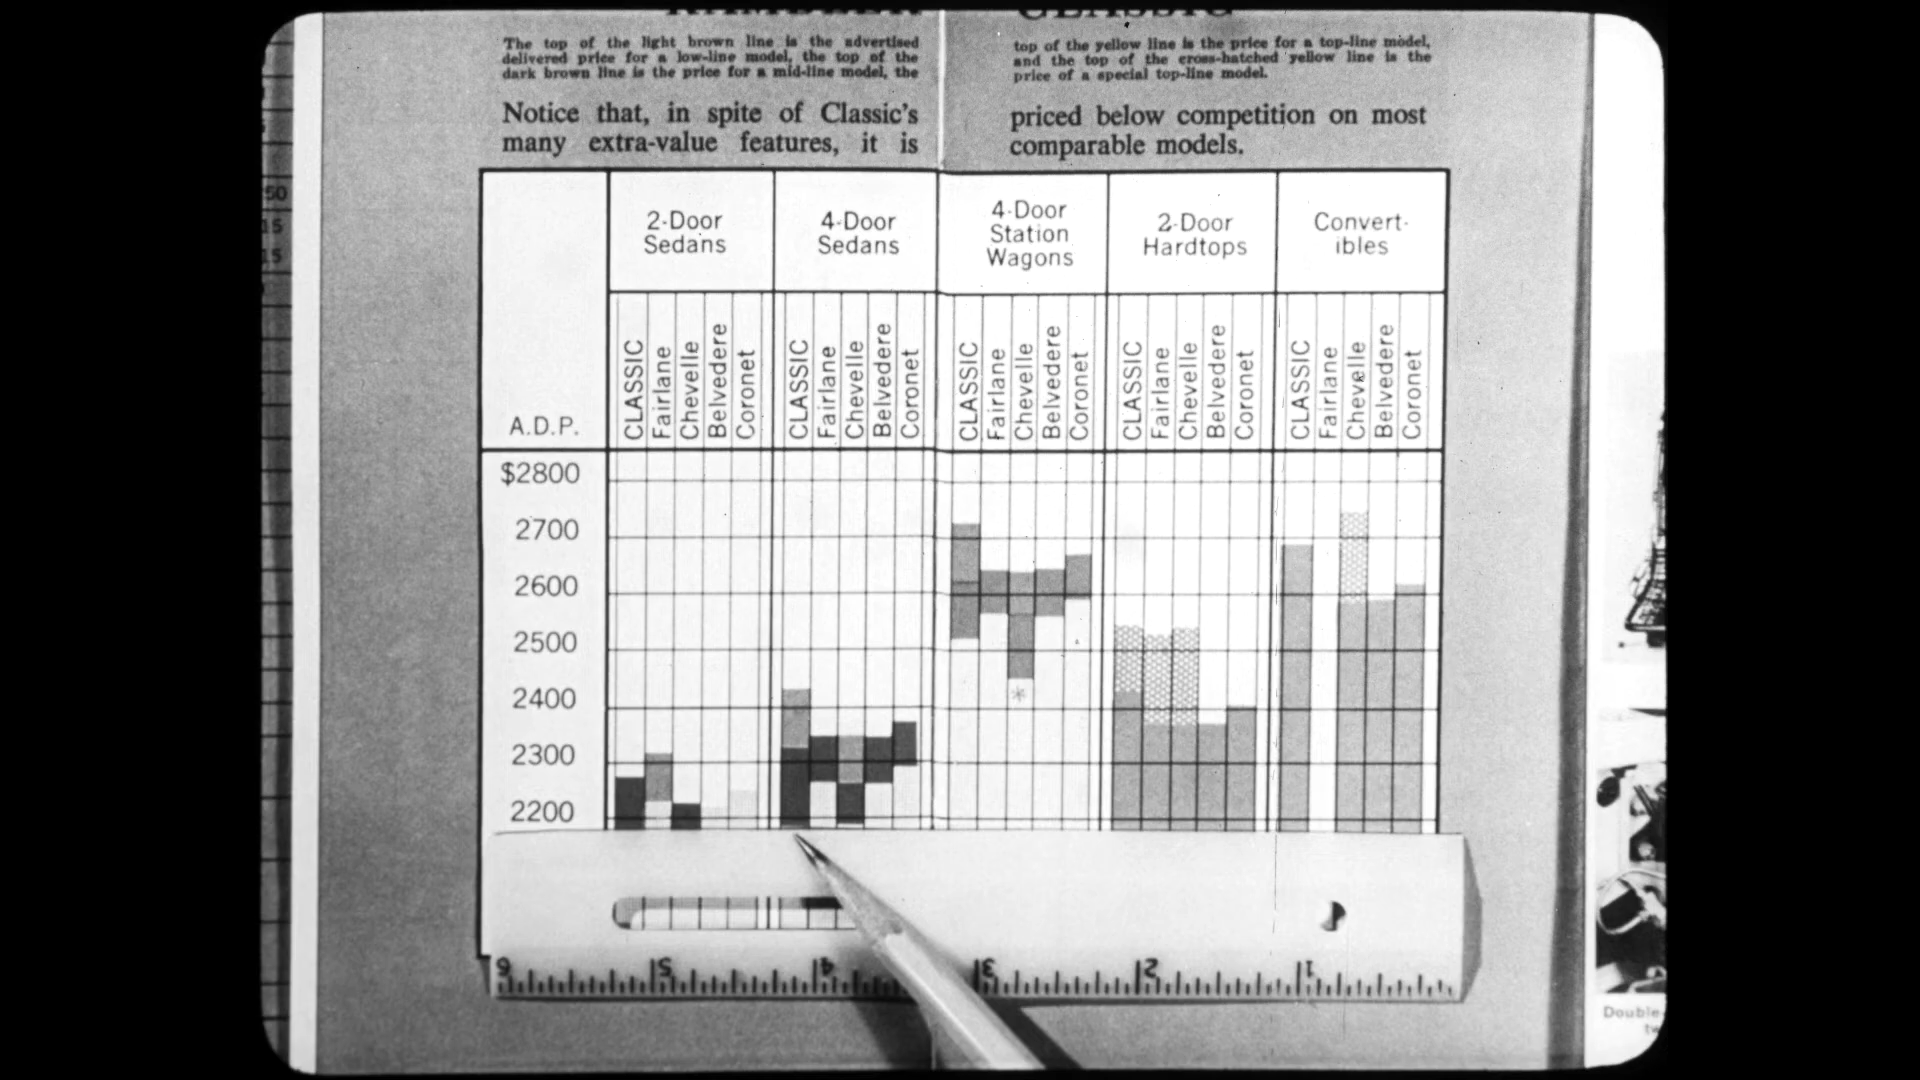 CLASSIC
The top of the light brown line is the advertised
delivered price for a low-line model, the top of the
dark brown line is the price for a mid-line model, the
top of the yellow line is the price for a top-line model,
and the top of the cross-hatched yellow line is the
price of a special top-line model.
Notice that, in spite of Classic's
many extra-value features, it is
priced below competition on most
comparable models.
2-Door
Sedans
4-Door
Sedans
4-Door
Station
Wagons
2-Door
Hardtops
Convert-
ibles
A.D.P.
CLASSIC
Fairlane
Chevelle
Belvedere
Coronet
CLASSIC
Fairlane
Chevelle
Belvedere
Coronet
CLASSIC
Fairlane
Chevelle
Belvedere
Coronet
CLASSIC
Fairlane
Chevelle
Belvedere
Coronet
CLASSIC
Fairlane
Chevelle
Belvedere
Coronet
$2800
2700
2600
2500
2400
*
2300
2200
6 5 4 3 2 1
50
15
15
Double-